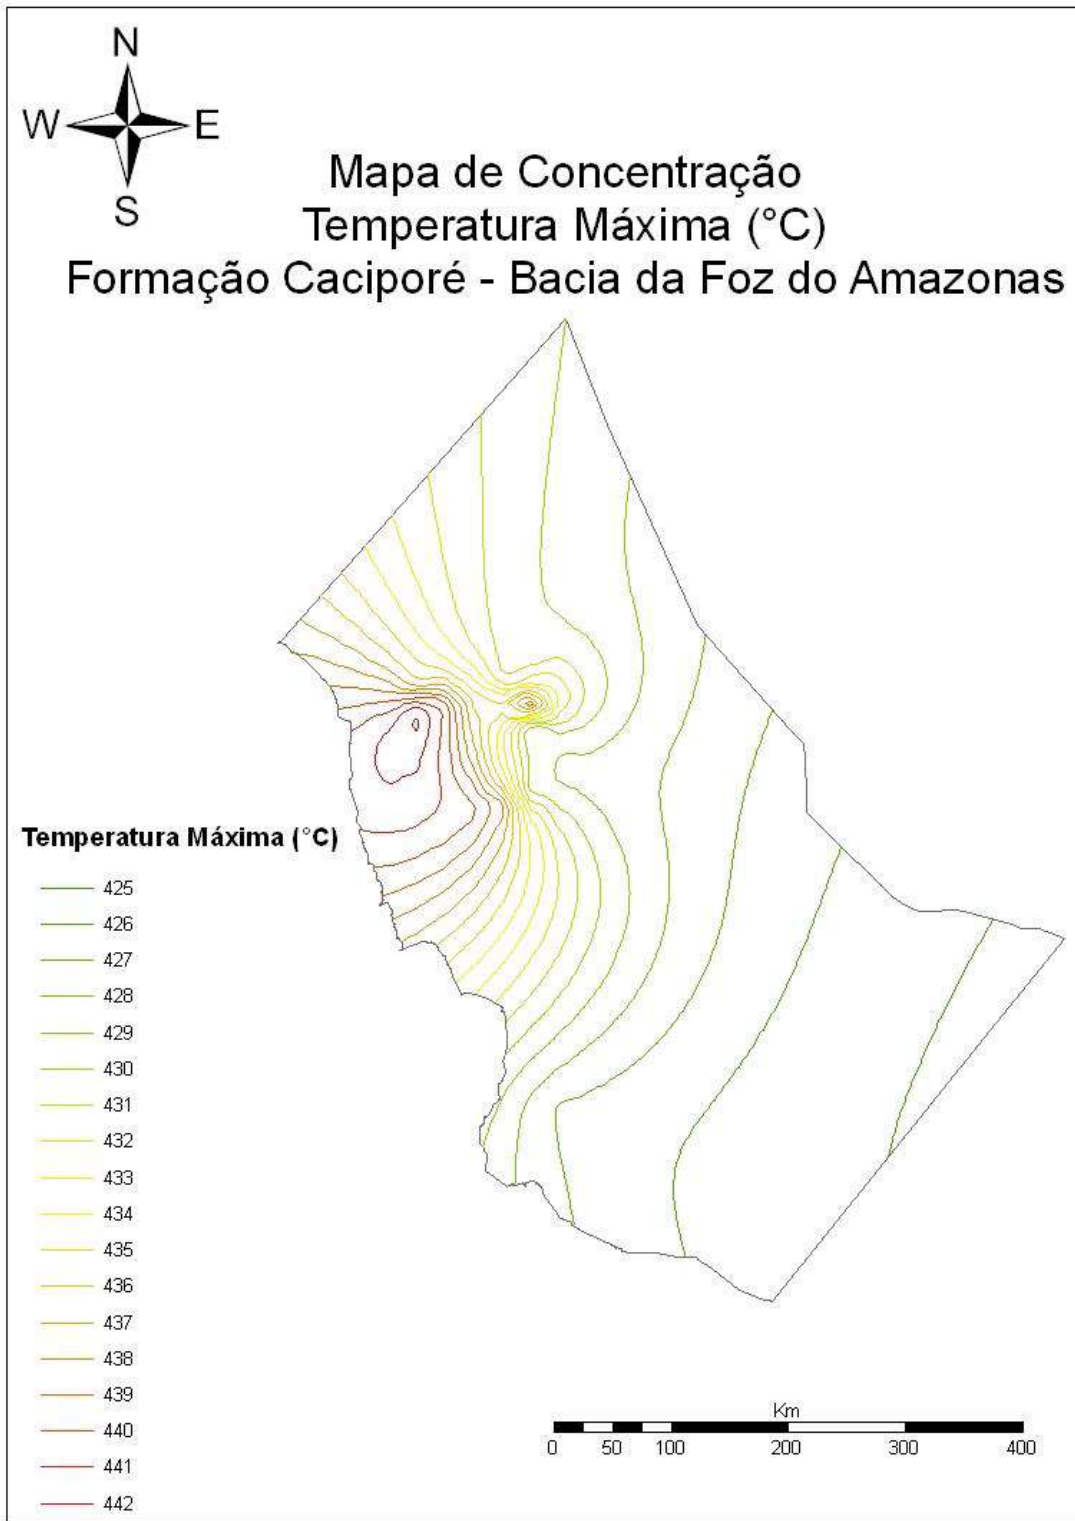 N
W E
S
Mapa de Concentração
Temperatura Máxima (°C)
Formação Caciporé - Bacia da Foz do Amazonas
Temperatura Máxima (°C)
425
426
427
428
429
430
431
432
433
434
435
436
437
438
439
440
441
442
Km
0 50 100 200 300 400